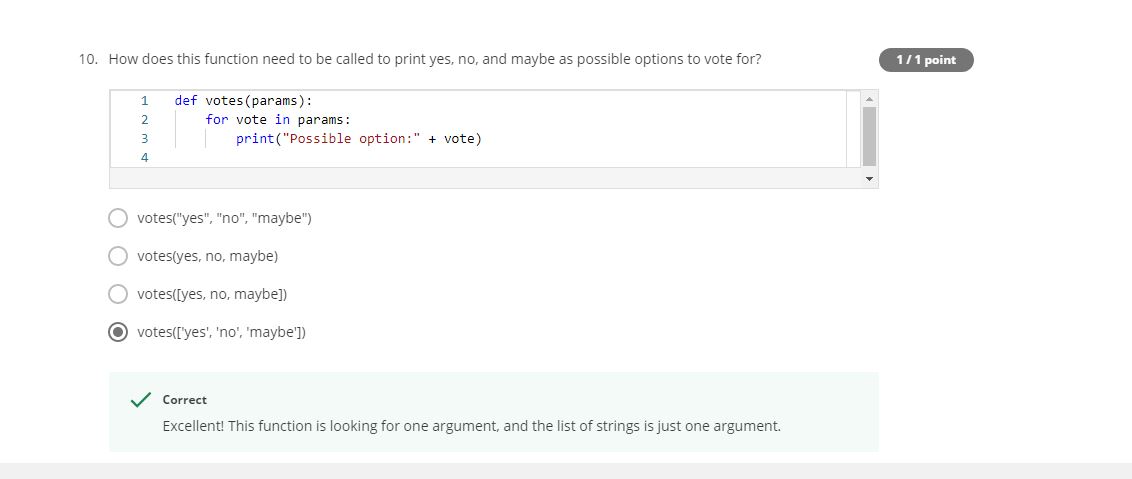 10. How does this function need to be called to print yes, no, and maybe as possible options to vote for?
1 / 1 point
1 def votes(params):
2     for vote in params:
3         print("Possible option:" + vote)
4
votes("yes", "no", "maybe")
votes(yes, no, maybe)
votes([yes, no, maybe])
votes(['yes', 'no', 'maybe'])
Correct
Excellent! This function is looking for one argument, and the list of strings is just one argument.